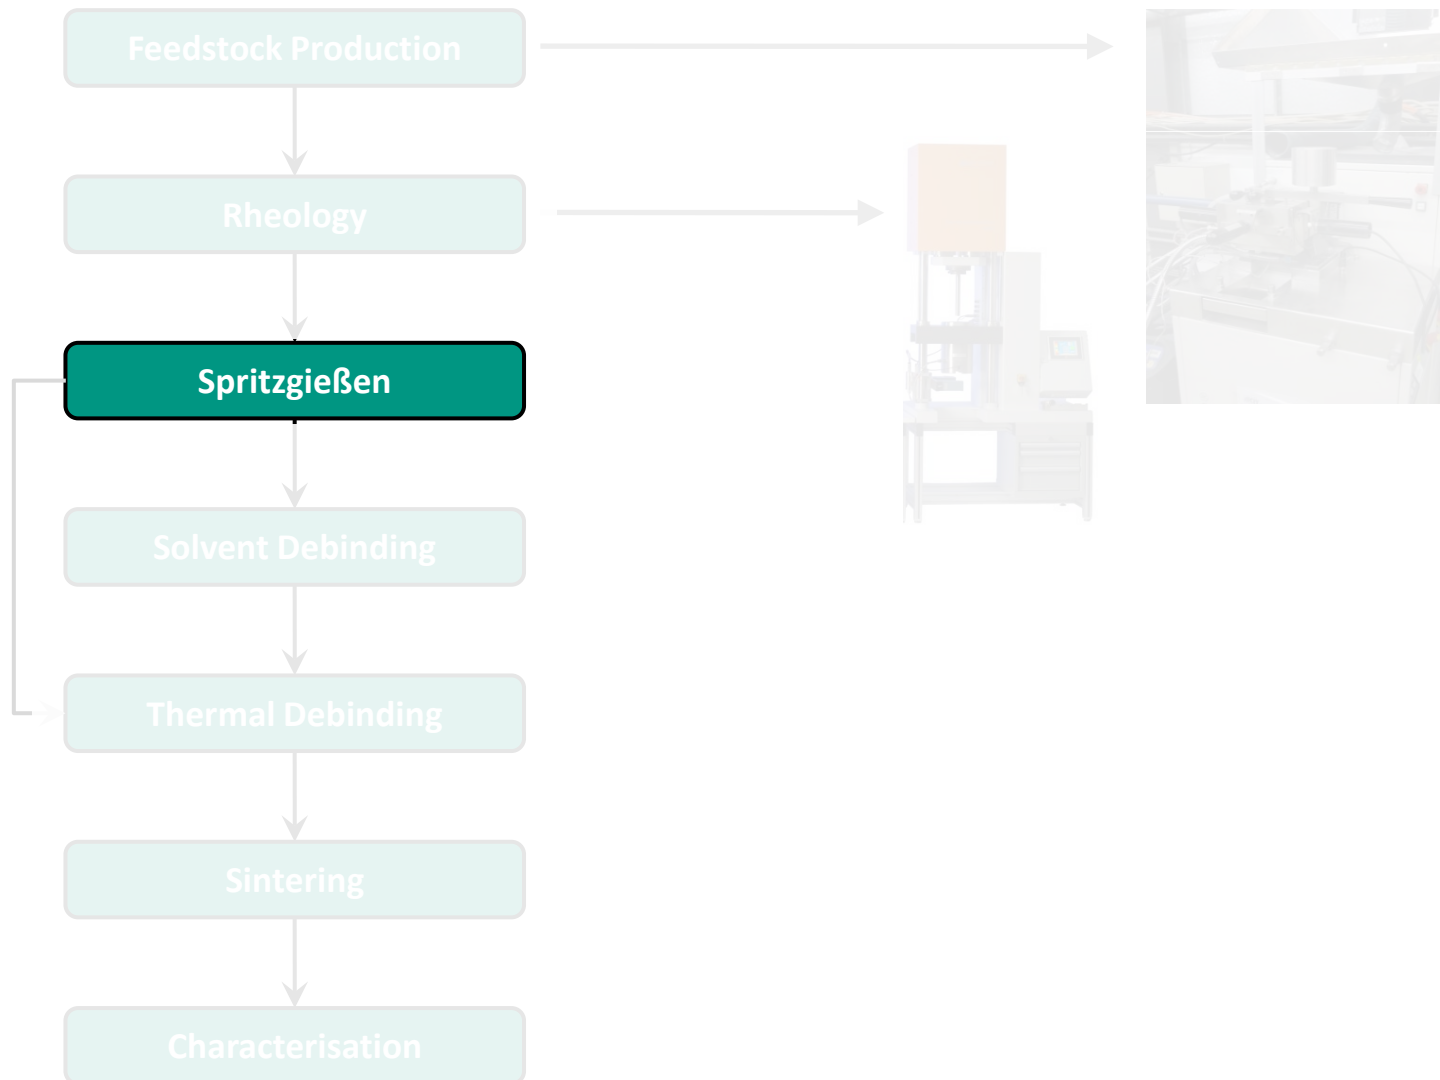 Feedstock Production
Rheology
Spritzgießen
Solvent Debinding
Thermal Debinding
Sintering
Characterisation